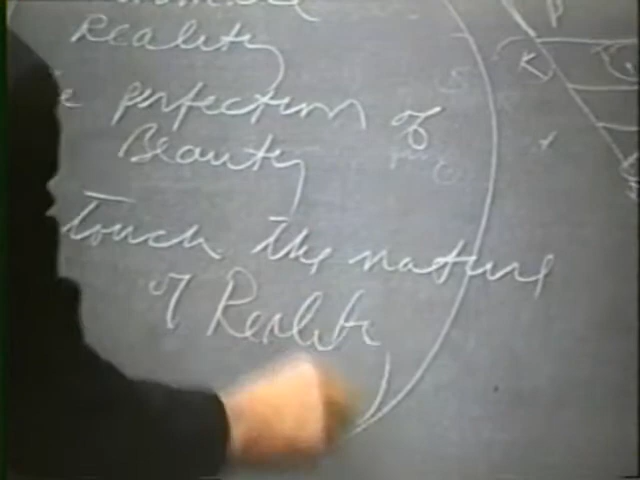 Reality
perfection of
Beauty
touch the nature
of Reality
P
K